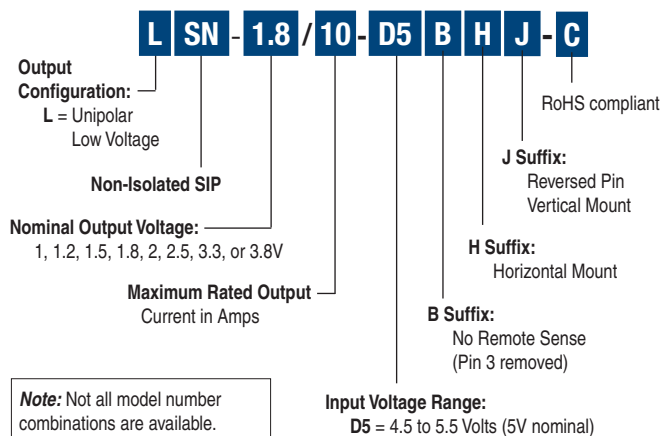 L SN - 1.8 / 10 - D5 B H J - C
Output
Configuration:
L = Unipolar
Low Voltage
RoHS compliant
J Suffix:
Reversed Pin
Vertical Mount
Non-Isolated SIP
Nominal Output Voltage:
1, 1.2, 1.5, 1.8, 2, 2.5, 3.3, or 3.8V
H Suffix:
Horizontal Mount
Maximum Rated Output
Current in Amps
B Suffix:
No Remote Sense
(Pin 3 removed)
Note: Not all model number
combinations are available.
Input Voltage Range:
D5 = 4.5 to 5.5 Volts (5V nominal)